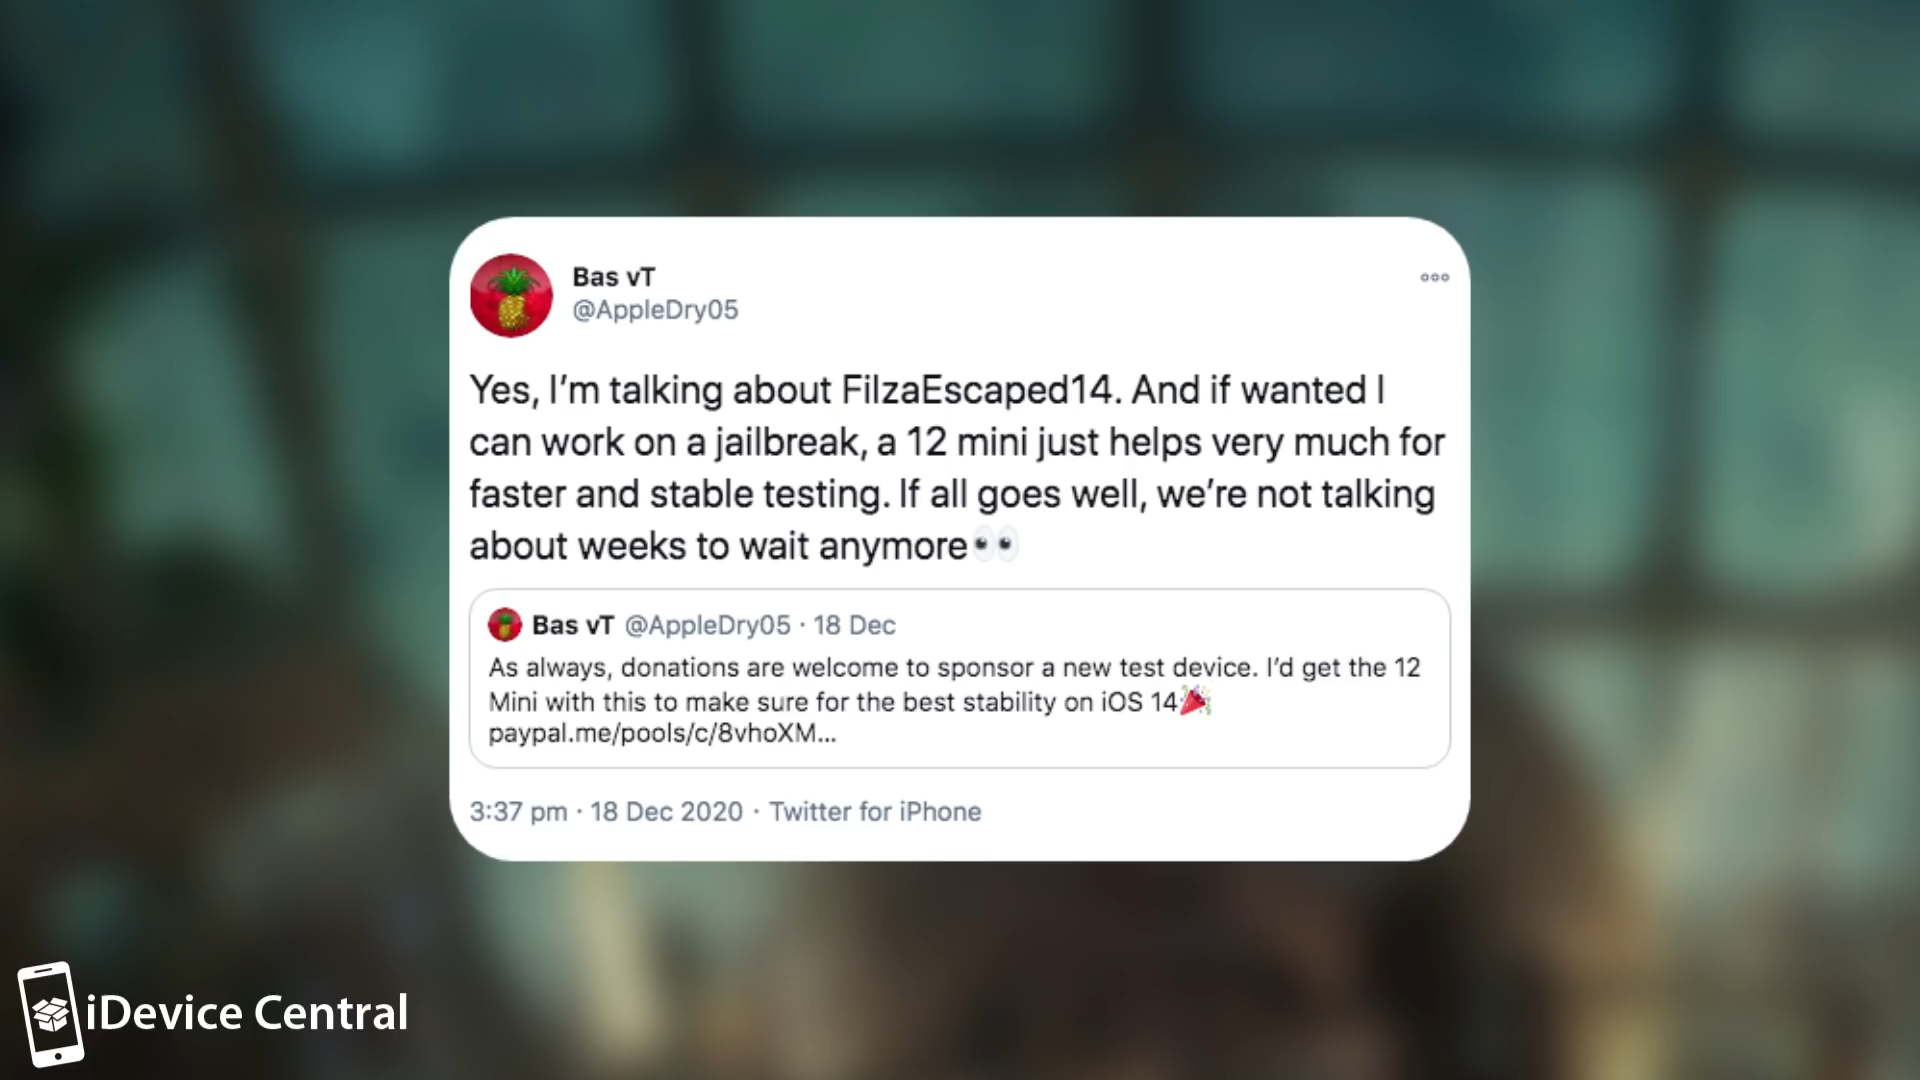 Bas vT
@AppleDry05
Yes, I’m talking about FilzaEscaped14. And if wanted I
can work on a jailbreak, a 12 mini just helps very much for
faster and stable testing. If all goes well, we’re not talking
about weeks to wait anymore👀
Bas vT @AppleDry05 · 18 Dec
As always, donations are welcome to sponsor a new test device. I’d get the 12
Mini with this to make sure for the best stability on iOS 14🎉
paypal.me/pools/c/8vhoXM...
3:37 pm · 18 Dec 2020 · Twitter for iPhone
iDevice Central